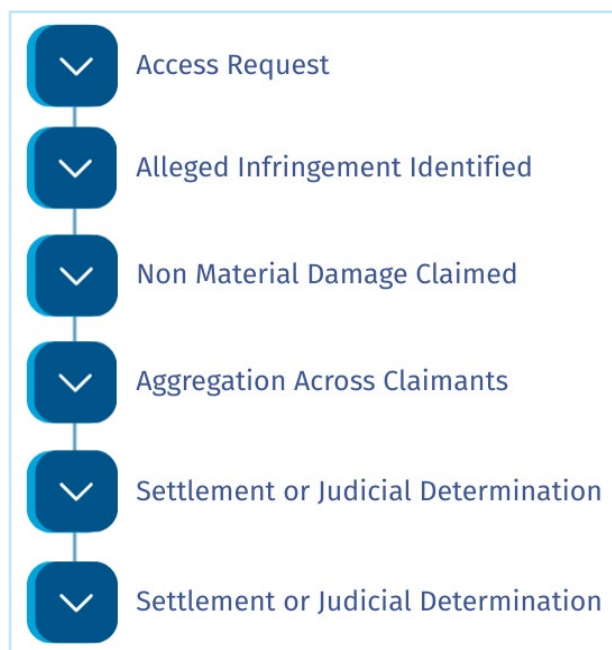 Access Request
Alleged Infringement Identified
Non Material Damage Claimed
Aggregation Across Claimants
Settlement or Judicial Determination
Settlement or Judicial Determination